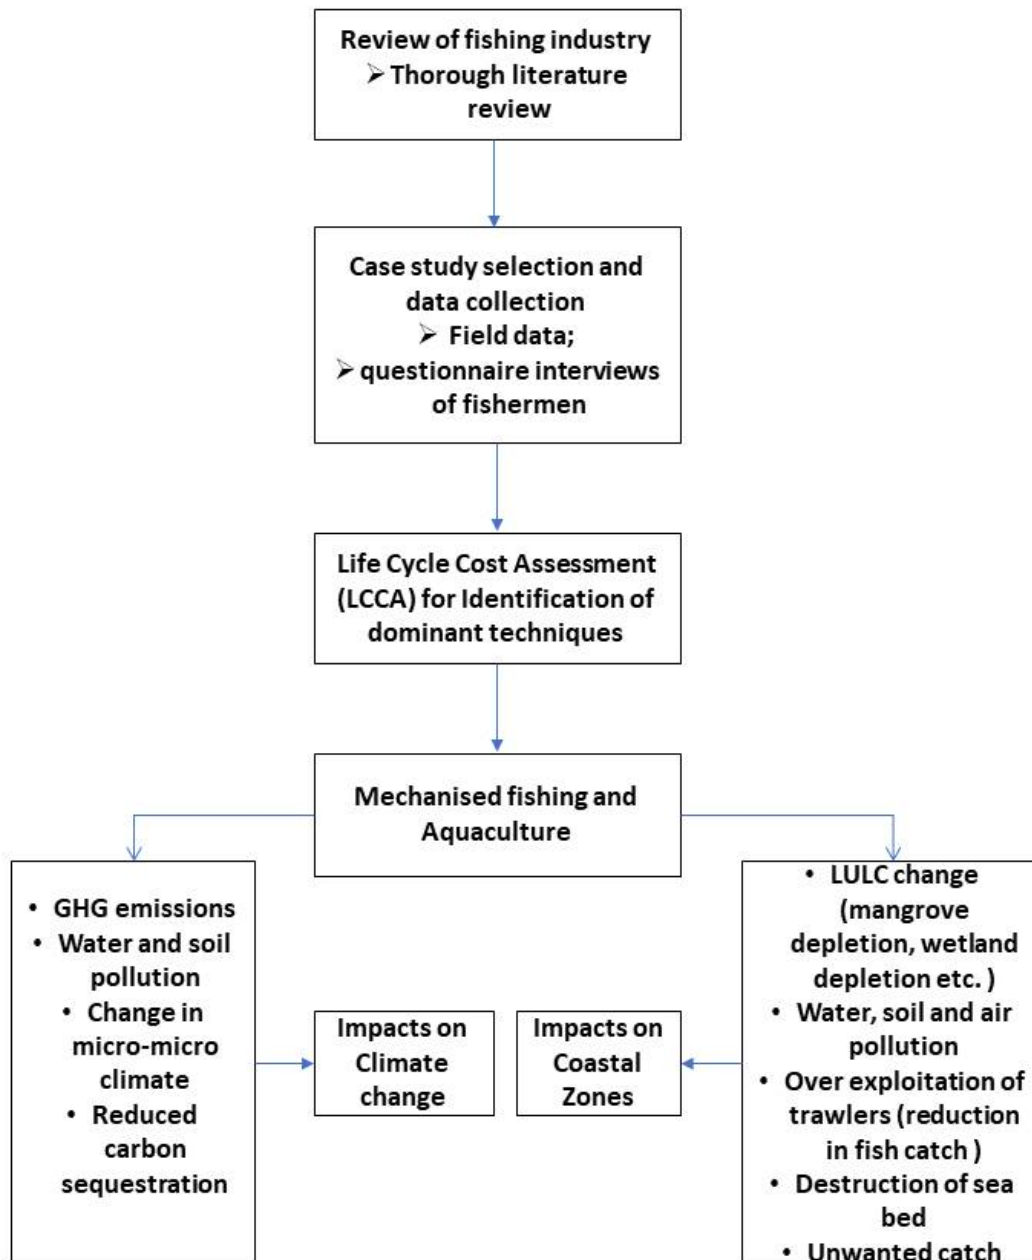 Review of fishing industry
➢ Thorough literature
review
Case study selection and
data collection
➢ Field data;
➢ questionnaire interviews
of fishermen
Life Cycle Cost Assessment
(LCCA) for Identification of
dominant techniques
Mechanised fishing and
Aquaculture
• GHG emissions
• Water and soil
pollution
• Change in
micro-micro
climate
• Reduced
carbon
sequestration
Impacts on
Climate
change
Impacts on
Coastal
Zones
• LULC change
(mangrove
depletion, wetland
depletion etc. )
• Water, soil and air
pollution
• Over exploitation of
trawlers (reduction
in fish catch )
• Destruction of sea
bed
• Unwanted catch